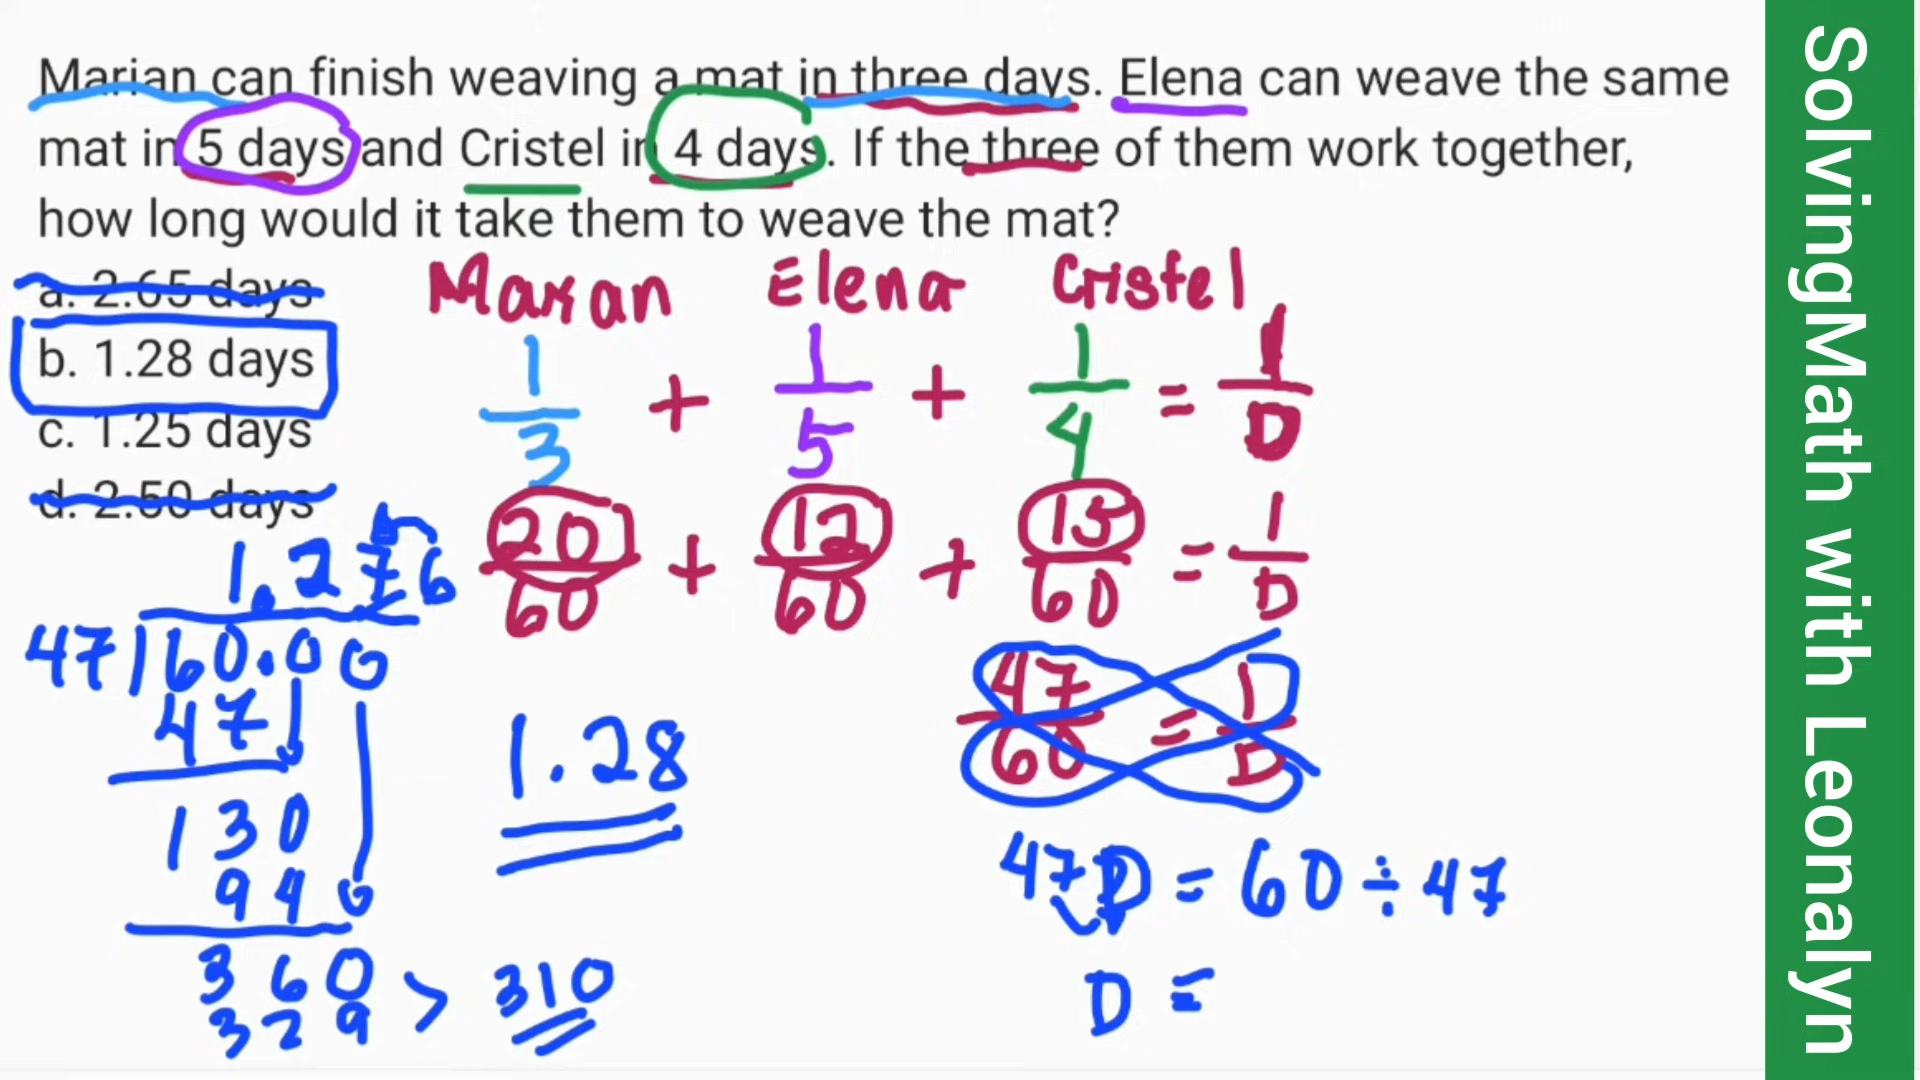 Marian can finish weaving a mat in three days. Elena can weave the same
mat in 5 days and Cristel in 4 days. If the three of them work together,
how long would it take them to weave the mat?
a. 2.65 days
b. 1.28 days
c. 1.25 days
d. 2.50 days
Marian Elena Cristel
1/3 + 1/5 + 1/4 = 1/D
20/60 + 12/60 + 15/60 = 1/D
47/60 = 1/D
47D = 60 ÷ 47
D =
1.276
47 60.00
47
130
94 0
360 > 310
329
1.28
SolvingMath with Leonalyn